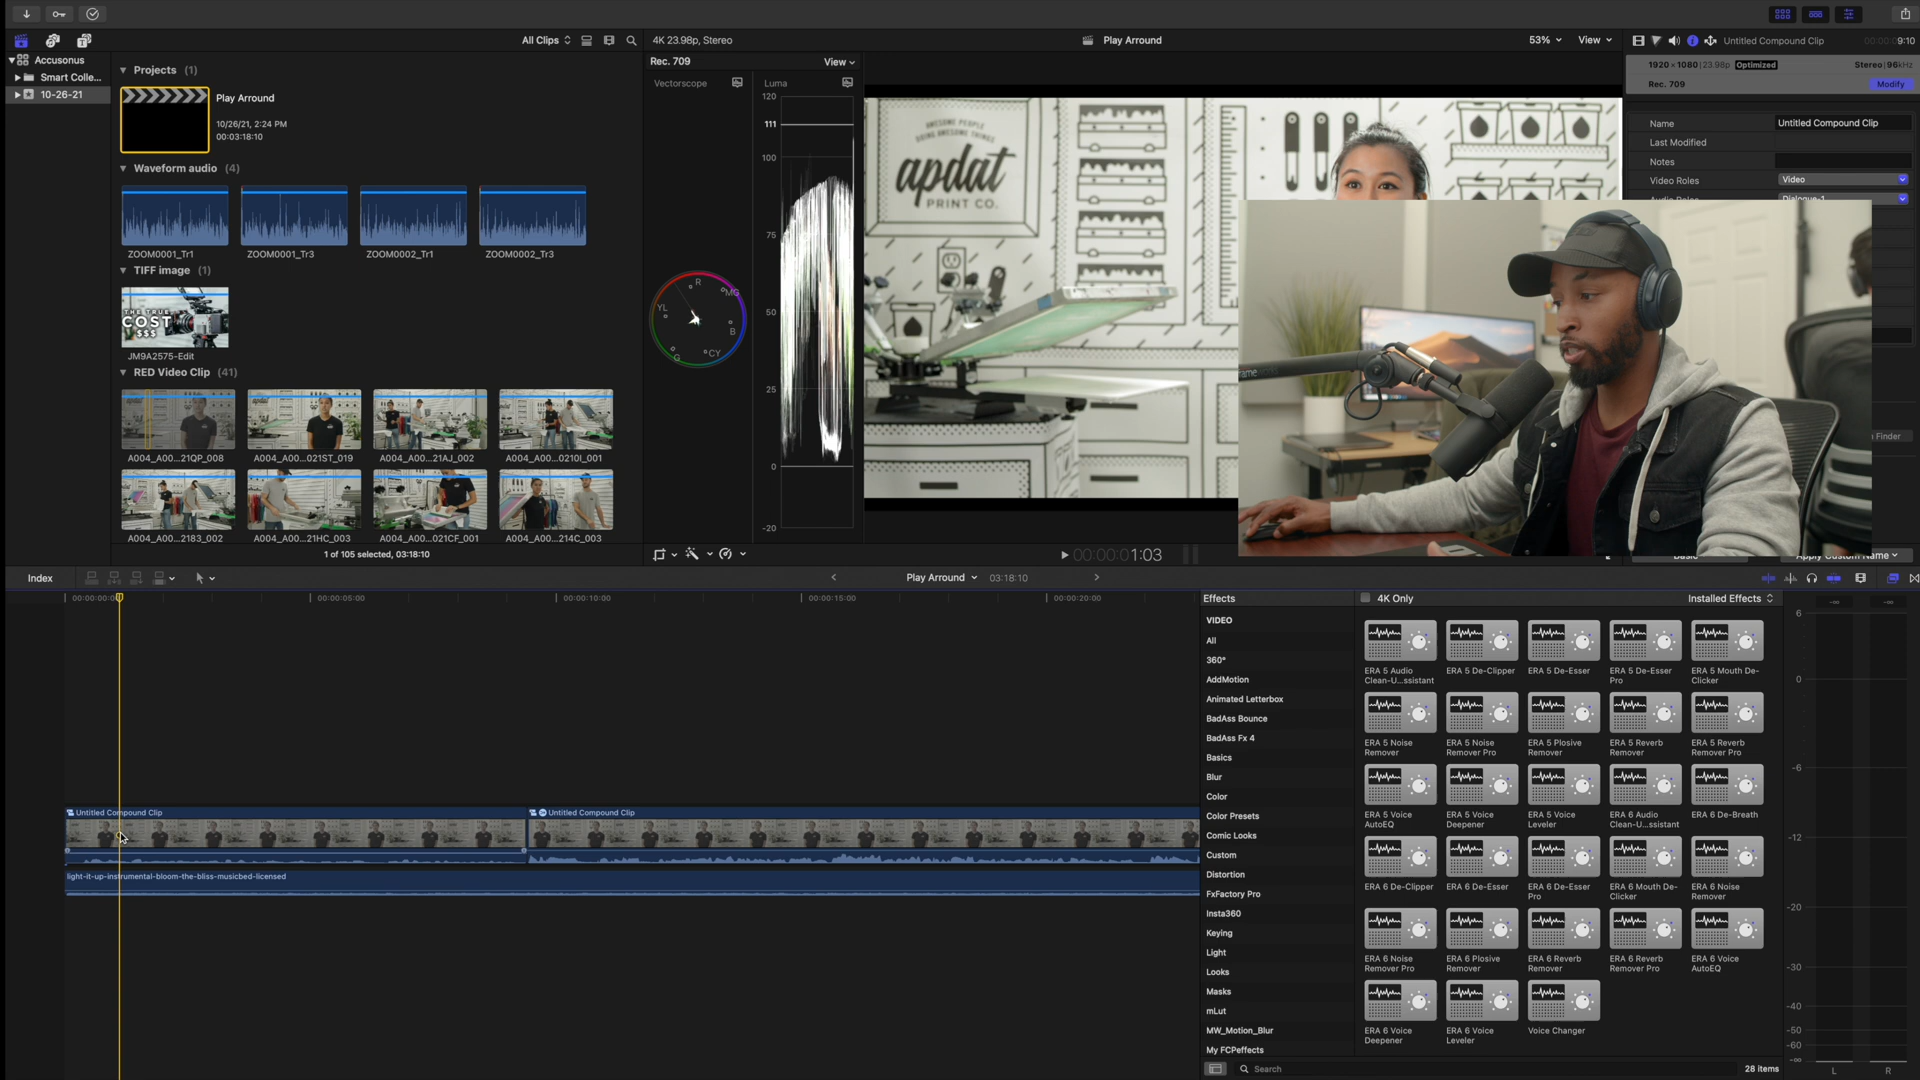 All Clips
4K 23.98p, Stereo
Play Arround
53%
View
Untitled Compound Clip
9:10
Accusonus
Smart Colle...
10-26-21
Projects (1)
Play Arround
10/26/21, 2:24 PM
00:03:18:10
Waveform audio (4)
ZOOM0001_Tr1
ZOOM0001_Tr3
ZOOM0002_Tr1
ZOOM0002_Tr3
TIFF image (1)
THE TRUE
COST
$$$
JM9A2575-Edit
RED Video Clip (41)
A004_A00...21QP_008
A004_A00...021ST_019
A004_A00...21AJ_002
A004_A00...0210I_001
A004_A00...2183_002
A004_A00...21HC_003
A004_A00...021CF_001
A004_A00...214C_003
1 of 105 selected, 03:18:10
Rec. 709
View
Vectorscope
Luma
120
111
100
75
50
25
0
-20
R
MG
B
CY
G
YL
AWESOME PEOPLE
DOING AWESOME THINGS
apdat
PRINT CO.
1920 × 1080 | 23.98p Optimized
Stereo | 96kHz
Rec. 709
Modify
Name
Untitled Compound Clip
Last Modified
Notes
Video Roles
Video
Dialogue-1
Finder
Apply Custom Name
00:00:01:03
Index
Play Arround
03:18:10
00:00:05:00
00:00:10:00
00:00:15:00
00:00:20:00
Untitled Compound Clip
Untitled Compound Clip
light-it-up-instrumental-bloom-the-bliss-musicbed-licensed
Effects
4K Only
Installed Effects
VIDEO
All
360°
AddMotion
Animated Letterbox
BadAss Bounce
BadAss Fx 4
Basics
Blur
Color
Color Presets
Comic Looks
Custom
Distortion
FxFactory Pro
Insta360
Keying
Light
Looks
Masks
mLut
MW_Motion_Blur
My FCPeffects
ERA 5 Audio Clean-U...ssistant
ERA 5 De-Clipper
ERA 5 De-Esser
ERA 5 De-Esser Pro
ERA 5 Mouth De-Clicker
ERA 5 Noise Remover
ERA 5 Noise Remover Pro
ERA 5 Plosive Remover
ERA 5 Reverb Remover
ERA 5 Reverb Remover Pro
ERA 5 Voice AutoEQ
ERA 5 Voice Deepener
ERA 5 Voice Leveler
ERA 6 Audio Clean-U...ssistant
ERA 6 De-Breath
ERA 6 De-Clipper
ERA 6 De-Esser
ERA 6 De-Esser Pro
ERA 6 Mouth De-Clicker
ERA 6 Noise Remover
ERA 6 Noise Remover Pro
ERA 6 Plosive Remover
ERA 6 Reverb Remover
ERA 6 Reverb Remover Pro
ERA 6 Voice AutoEQ
ERA 6 Voice Deepener
ERA 6 Voice Leveler
Voice Changer
Search
28 items
6
0
-6
-12
-20
-30
-40
-50
-60
-∞
L
R